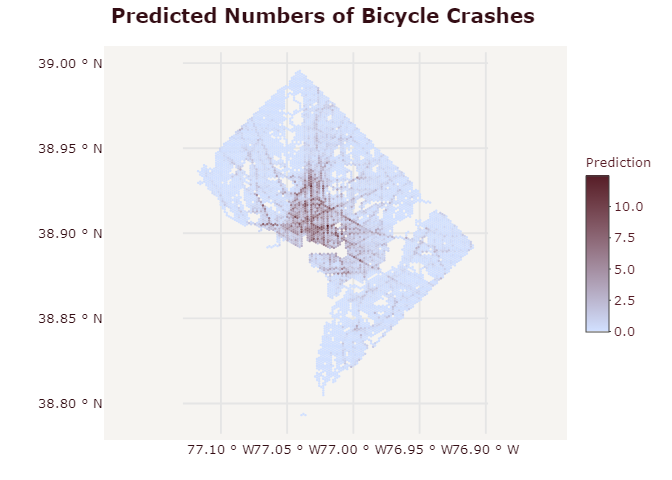 Predicted Numbers of Bicycle Crashes
39.00 ° N
38.95 ° N
38.90 ° N
38.85 ° N
38.80 ° N
77.10 ° W77.05 ° W77.00 ° W76.95 ° W76.90 ° W
Prediction
10.0
7.5
5.0
2.5
0.0